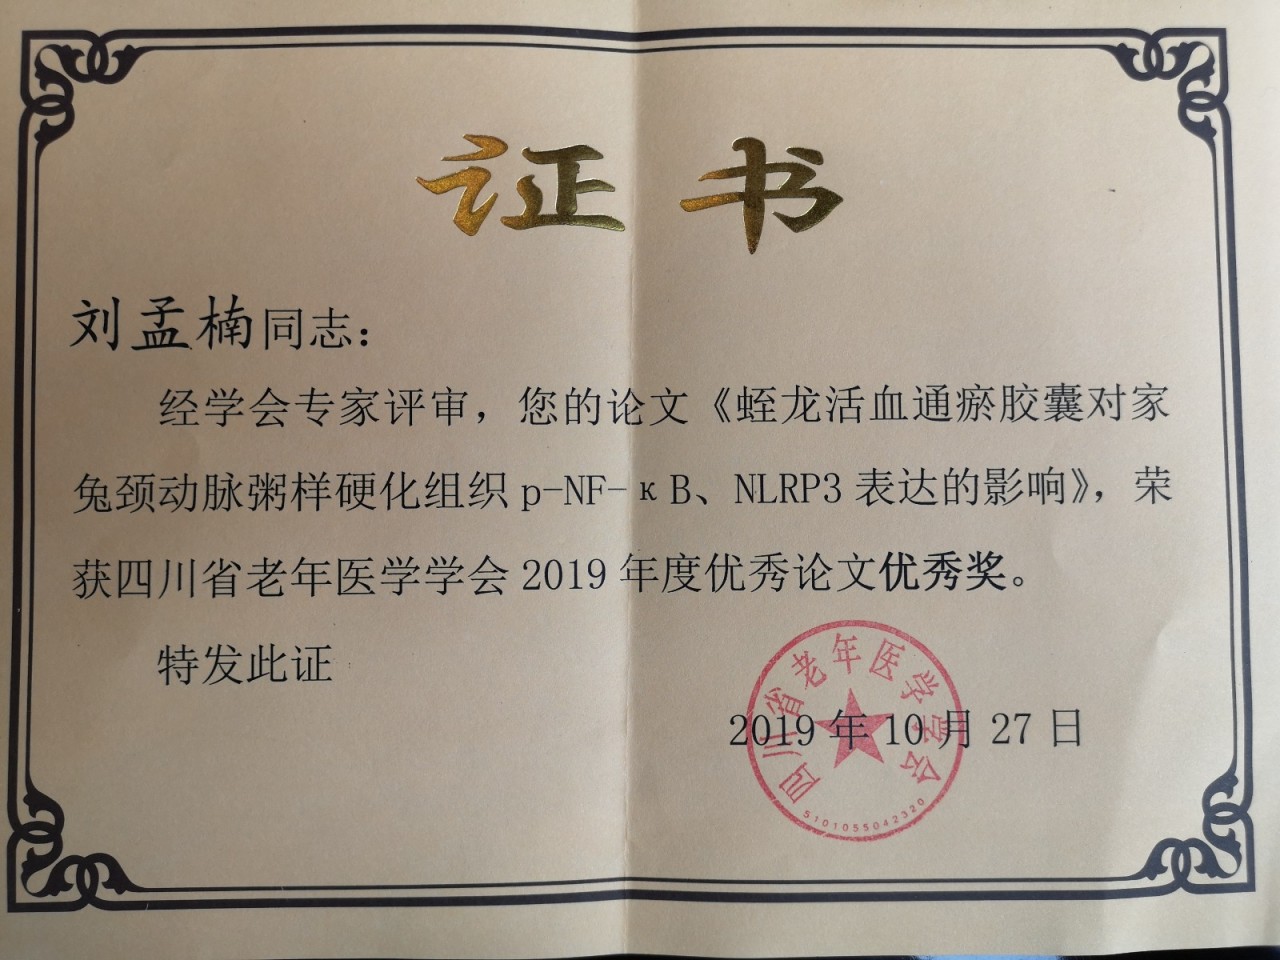 证书
刘孟楠同志：
经学会专家评审，您的论文《蛭龙活血通瘀胶囊对家
兔颈动脉粥样硬化组织p-NF-κB、NLRP3表达的影响》，荣
获四川省老年医学学会2019年度优秀论文优秀奖。
特发此证
四川省老年医学学会
2019年10月27日
5101055042320